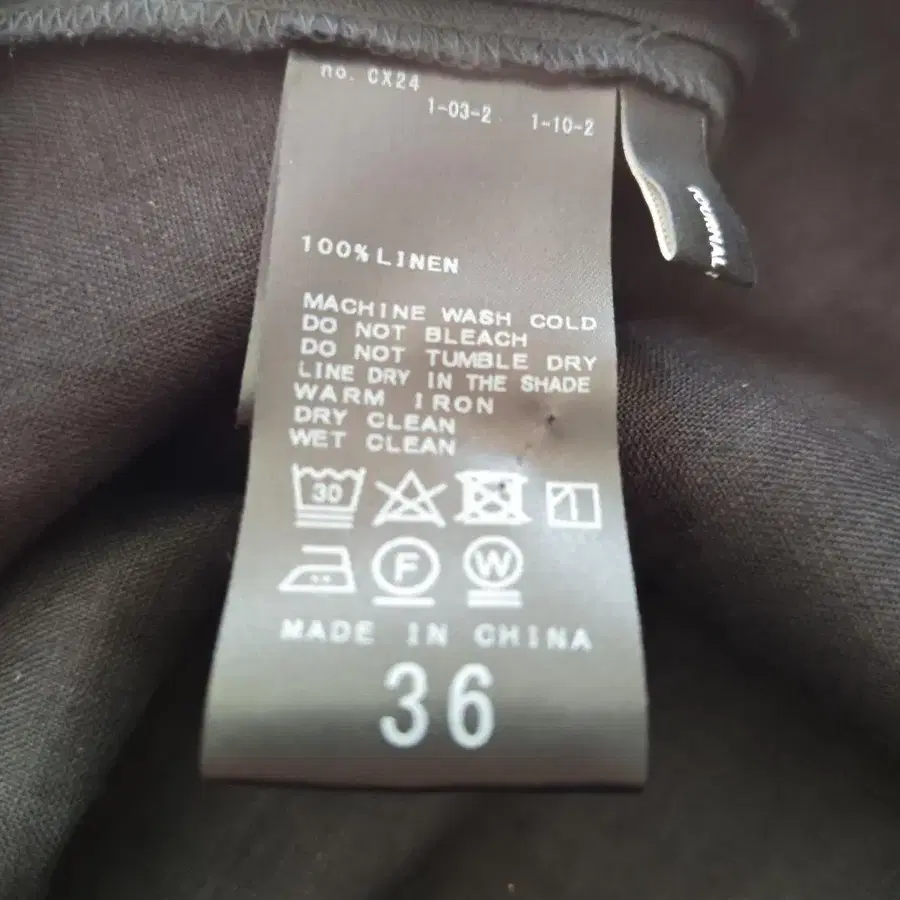 no. CX24
1-03-2 1-10-2
JOURNAL
100% LINEN
MACHINE WASH COLD
DO NOT BLEACH
DO NOT TUMBLE DRY
LINE DRY IN THE SHADE
WARM IRON
DRY CLEAN
WET CLEAN
30
F W
MADE IN CHINA
36